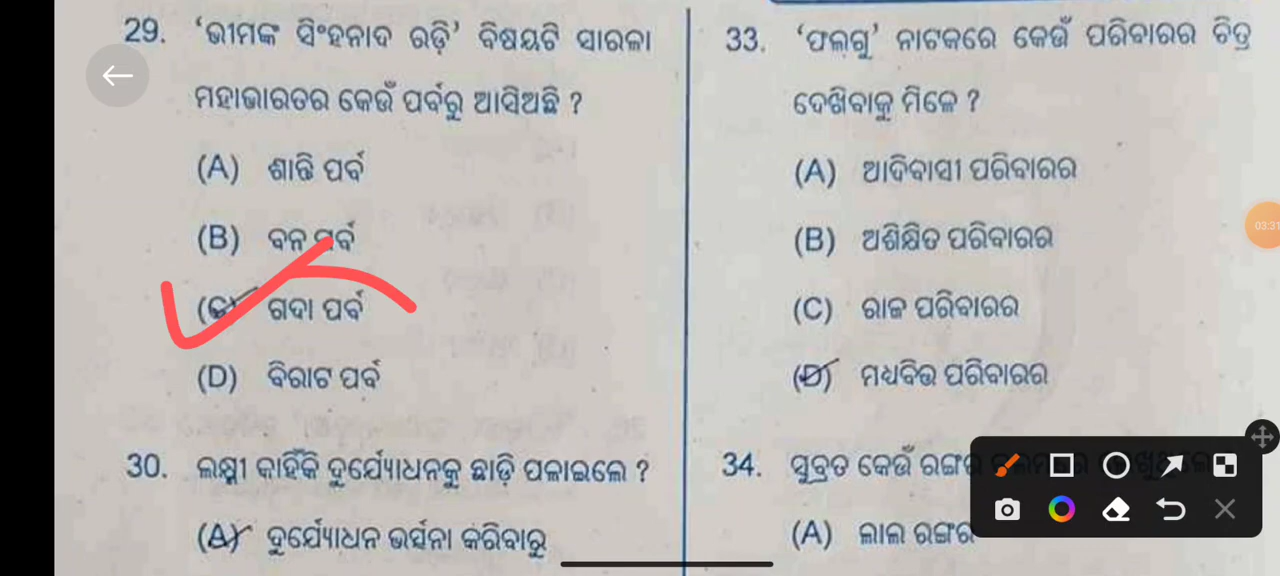 29. ‘ଭୀମଙ୍କ ସିଂହନାଦ ରଡ଼ି’ ବିଷୟଟି ସାରଳା
ମହାଭାରତର କେଉଁ ପର୍ବରୁ ଆସିଅଛି ?
(A) ଶାନ୍ତି ପର୍ବ
(B) ବନ ପର୍ବ
(C) ଗଦା ପର୍ବ
(D) ବିରାଟ ପର୍ବ
30. ଲକ୍ଷ୍ମୀ କାହିଁକି ଦୁର୍ଯ୍ୟୋଧନକୁ ଛାଡ଼ି ପଳାଇଲେ ?
(A) ଦୁର୍ଯ୍ୟୋଧନ ଭର୍ତ୍ସନା କରିବାରୁ
33. ‘ଫଲଗୁ’ ନାଟକରେ କେଉଁ ପରିବାରର ଚିତ୍ର
ଦେଖିବାକୁ ମିଳେ ?
(A) ଆଦିବାସୀ ପରିବାରର
(B) ଅଶିକ୍ଷିତ ପରିବାରର
(C) ରାଜ ପରିବାରର
(D) ମଧ୍ୟବିତ୍ତ ପରିବାରର
34. ସୁବ୍ରତ କେଉଁ ରଙ୍ଗର
(A) ଲାଲ ରଙ୍ଗର
03:31